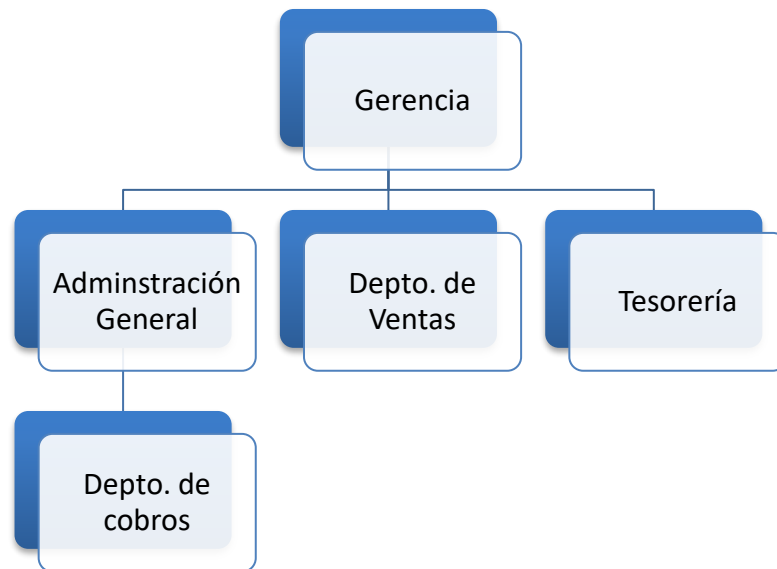 Gerencia
Adminstración
General
Depto. de
Ventas
Tesorería
Depto. de
cobros